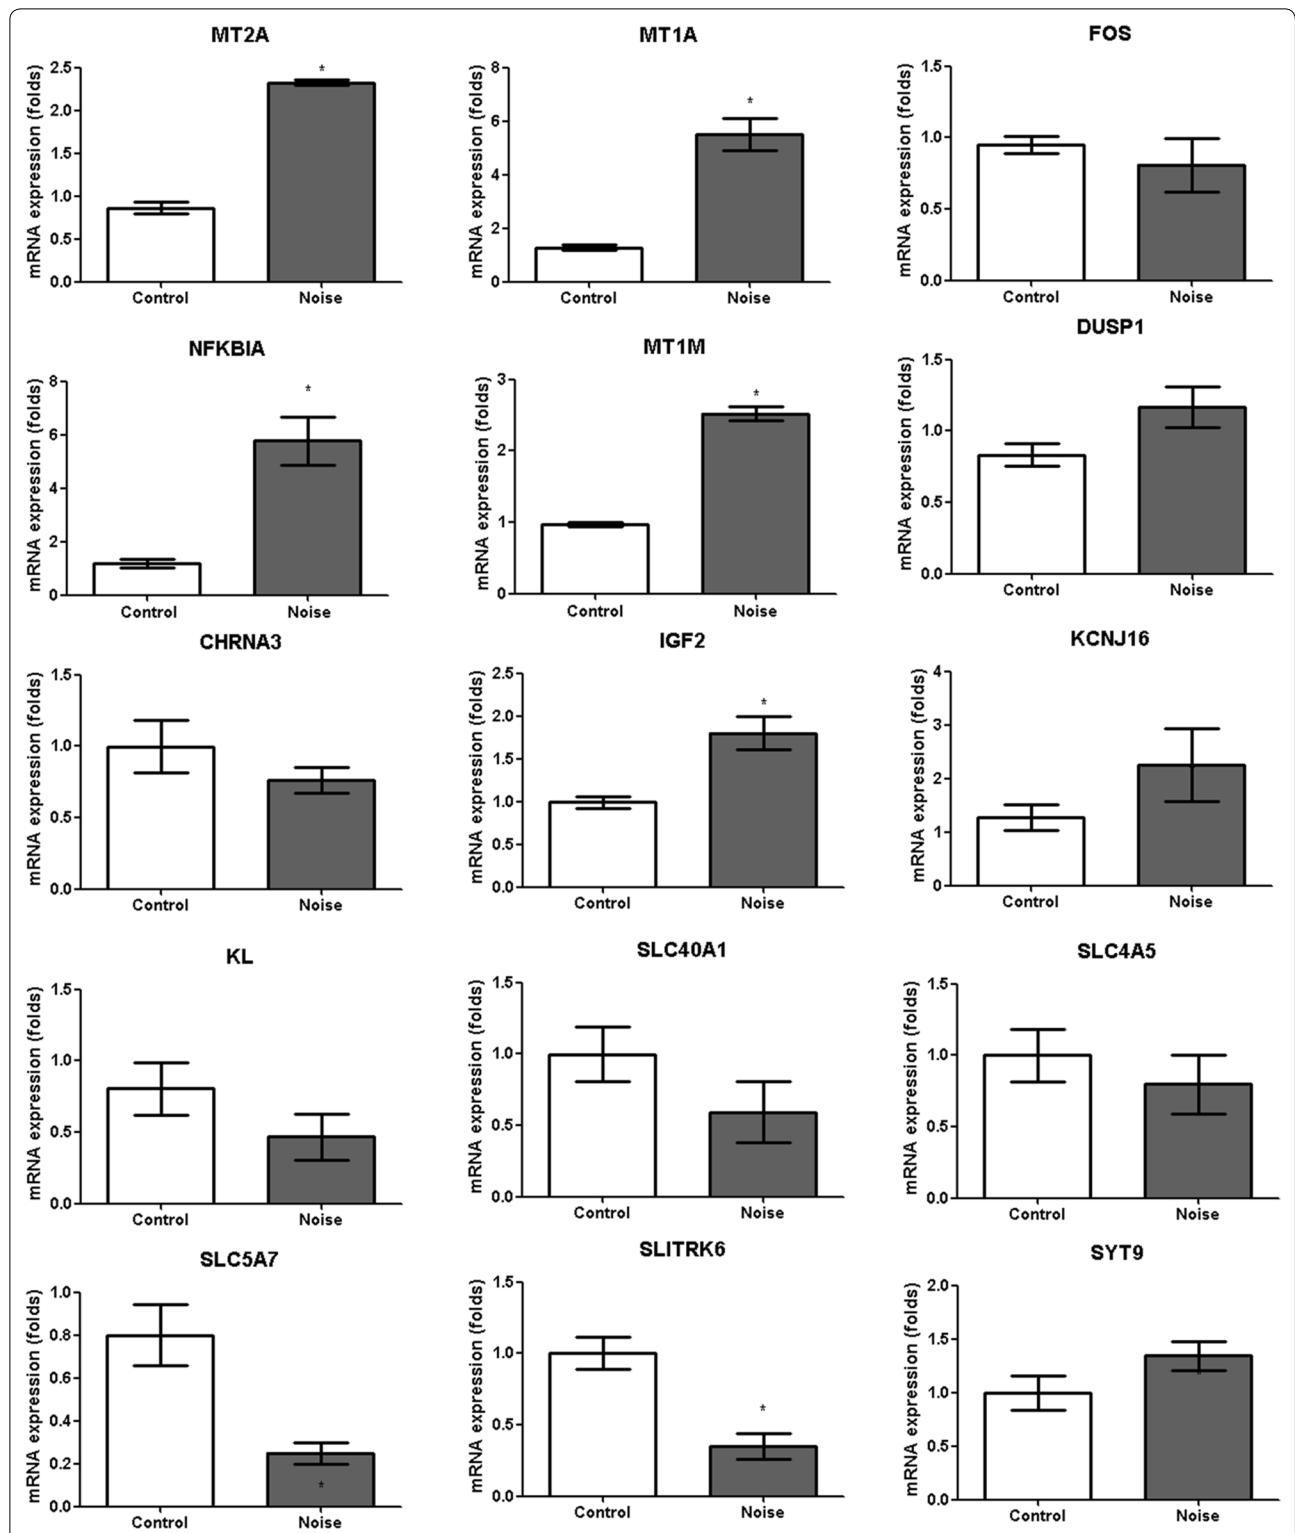 MT2A
mRNA expression (folds)
2.5
2.0
1.5
1.0
0.5
0.0
*
Control Noise
MT1A
mRNA expression (folds)
8
6
4
2
0
*
Control Noise
FOS
mRNA expression (folds)
1.5
1.0
0.5
0.0
Control Noise
NFKBIA
mRNA expression (folds)
8
6
4
2
0
*
Control Noise
MT1M
mRNA expression (folds)
3
2
1
0
*
Control Noise
DUSP1
mRNA expression (folds)
1.5
1.0
0.5
0.0
Control Noise
CHRNA3
mRNA expression (folds)
1.5
1.0
0.5
0.0
Control Noise
IGF2
mRNA expression (folds)
2.5
2.0
1.5
1.0
0.5
0.0
*
Control Noise
KCNJ16
mRNA expression (folds)
4
3
2
1
0
Control Noise
KL
mRNA expression (folds)
1.5
1.0
0.5
0.0
Control Noise
SLC40A1
mRNA expression (folds)
1.5
1.0
0.5
0.0
Control Noise
SLC4A5
mRNA expression (folds)
1.5
1.0
0.5
0.0
Control Noise
SLC5A7
mRNA expression (folds)
1.0
0.8
0.6
0.4
0.2
0.0
*
Control Noise
SLITRK6
mRNA expression (folds)
1.5
1.0
0.5
0.0
*
Control Noise
SYT9
mRNA expression (folds)
2.0
1.5
1.0
0.5
0.0
Control Noise